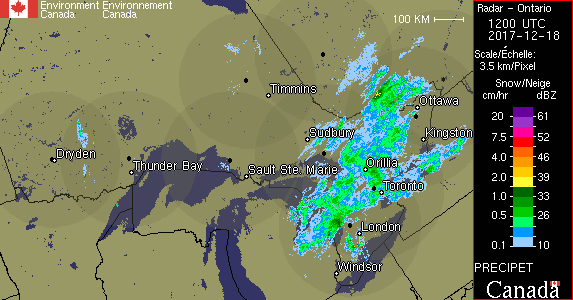 Environment Environnement
Canada Canada
100 KM
Timmins
Ottawa
Sudbury
Kingston
Dryden
Thunder Bay
Sault Ste. Marie
Orillia
Toronto
London
Windsor
Radar - Ontario
1200 UTC
2017-12-18
Scale/Échelle:
3.5 km/Pixel
Snow/Neige
cm/hr dBZ
20 61
7.5 52
4.0 46
2.0 39
1.0 33
0.5 26
0.1 10
PRECIPET
Canada